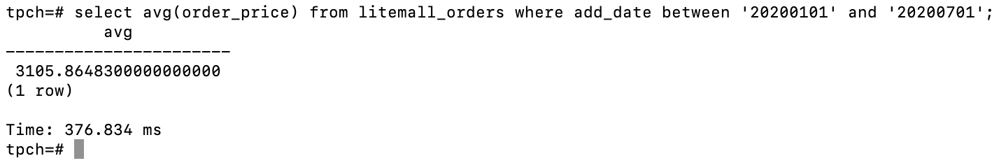 tpch=# select avg(order_price) from litemall_orders where add_date between '20200101' and '20200701';
avg
-----------------------
3105.8648300000000000
(1 row)
Time: 376.834 ms
tpch=#